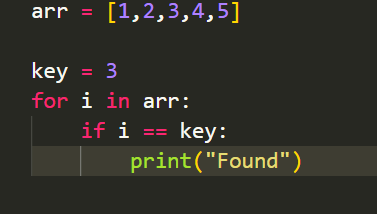 arr = [1,2,3,4,5]
key = 3
for i in arr:
    if i == key:
        print("Found")